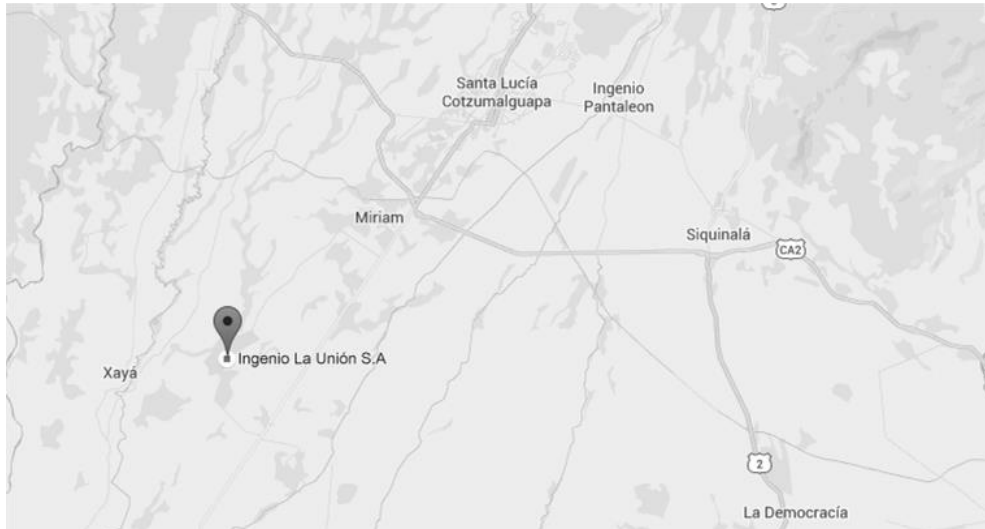 Santa Lucía
Cotzumalguapa
Ingenio
Pantaleon
Miriam
Siquinalá
CA2
Ingenio La Unión S.A
Xayá
2
La Democracía